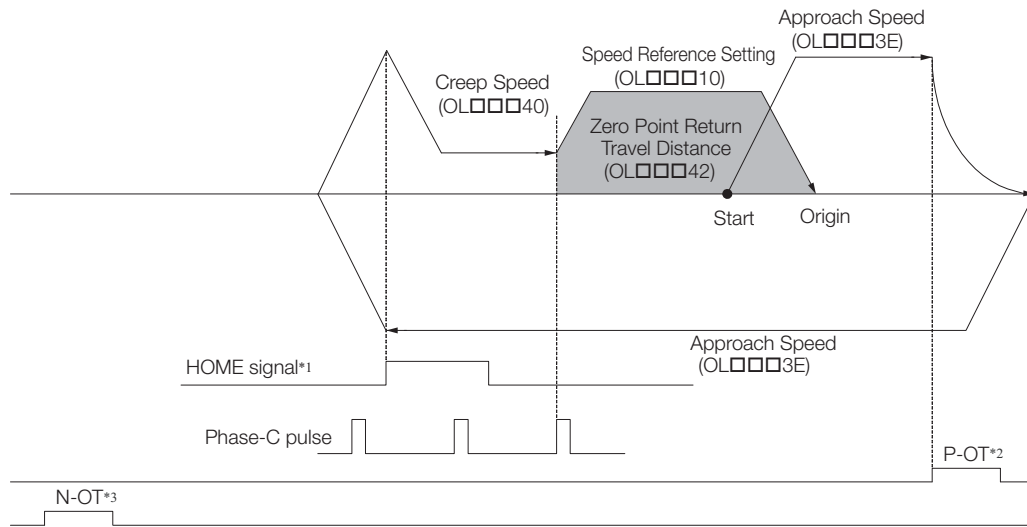 Approach Speed
(OL□□□3E)
Speed Reference Setting
(OL□□□10)
Creep Speed
(OL□□□40)
Zero Point Return
Travel Distance
(OL□□□42)
Start
Origin
Approach Speed
(OL□□□3E)
HOME signal*1
Phase-C pulse
P-OT*2
N-OT*3